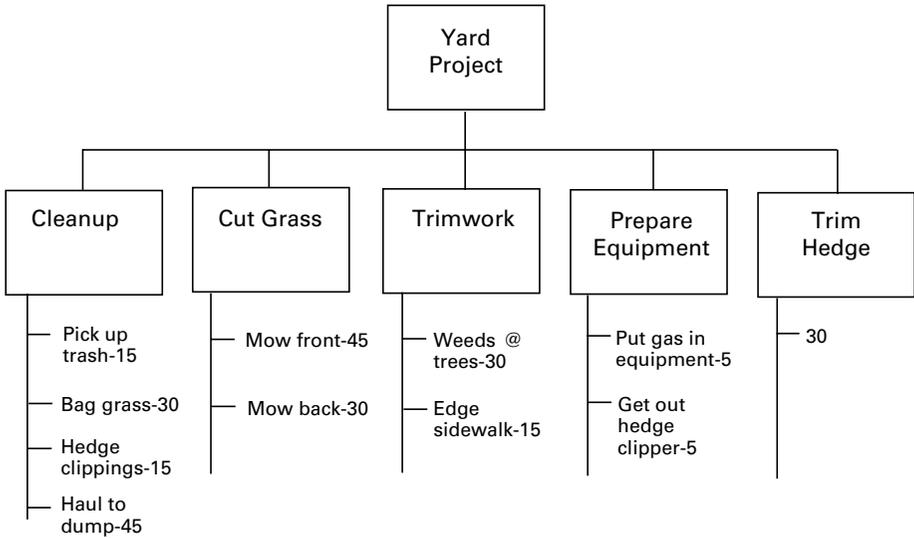 Yard
Project
Cleanup
Pick up
trash-15
Bag grass-30
Hedge
clippings-15
Haul to
dump-45
Cut Grass
Mow front-45
Mow back-30
Trimwork
Weeds @
trees-30
Edge
sidewalk-15
Prepare
Equipment
Put gas in
equipment-5
Get out
hedge
clipper-5
Trim
Hedge
30